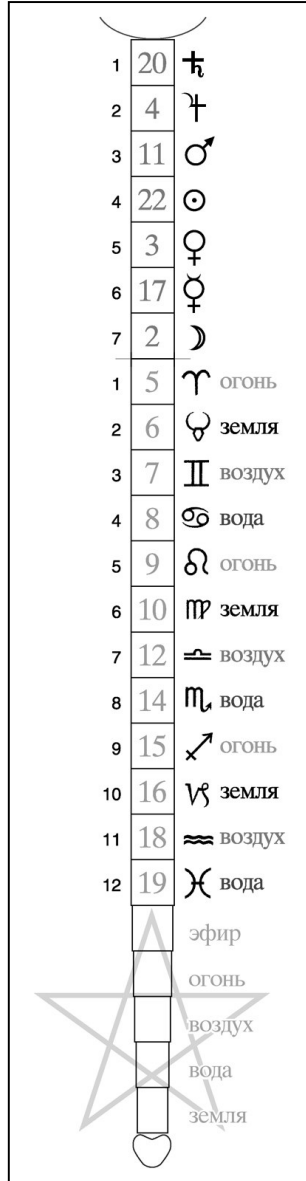 1 20 ♄
2 4 ♃
3 11 ♂
4 22 ☉
5 3 ♀
6 17 ☿
7 2 ☽
1 5 ♈ огонь
2 6 ♉ земля
3 7 ♊ воздух
4 8 ♋ вода
5 9 ♌ огонь
6 10 ♍ земля
7 12 ♎ воздух
8 14 ♏ вода
9 15 ♐ огонь
10 16 ♑ земля
11 18 ♒ воздух
12 19 ♓ вода
эфир
огонь
воздух
вода
земля